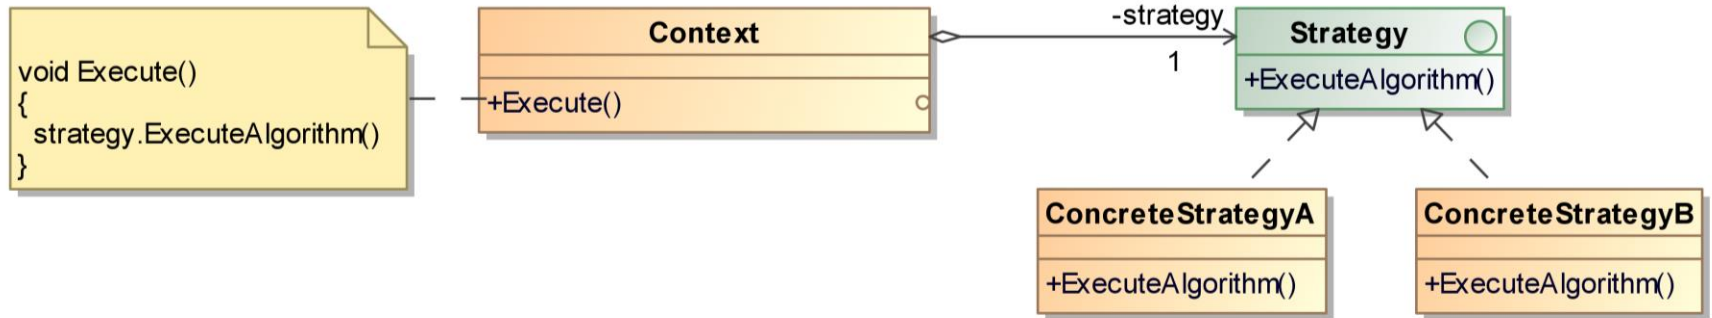 void Execute()
{
strategy.ExecuteAlgorithm()
}
Context
+Execute()
-strategy
1
Strategy
+ExecuteAlgorithm()
ConcreteStrategyA
+ExecuteAlgorithm()
ConcreteStrategyB
+ExecuteAlgorithm()